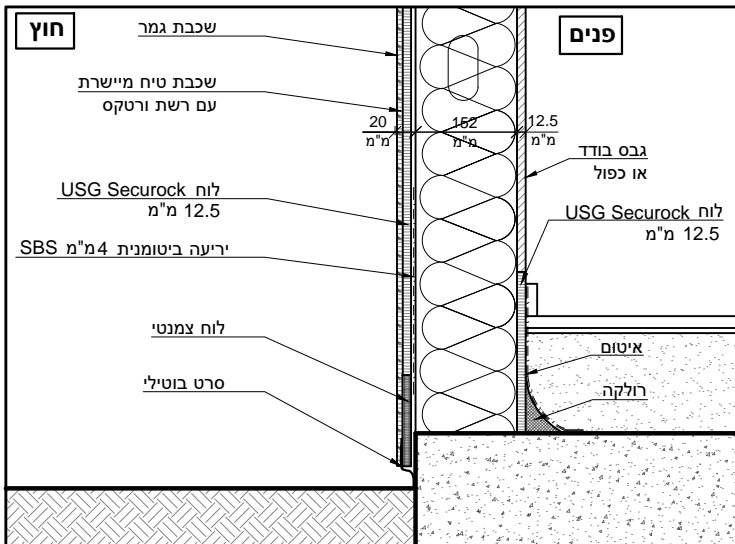 חוץ
פנים
שכבת גמר
שכבת טיח מיישרת
עם רשת ורטקס
20
מ"מ
152
מ"מ
12.5
מ"מ
גבס בודד
או כפול
לוח USG Securock
12.5 מ"מ
לוח USG Securock
12.5 מ"מ
יריעה ביטומנית 4מ"מ SBS
לוח צמנטי
איטום
סרט בוטילי
רולקה